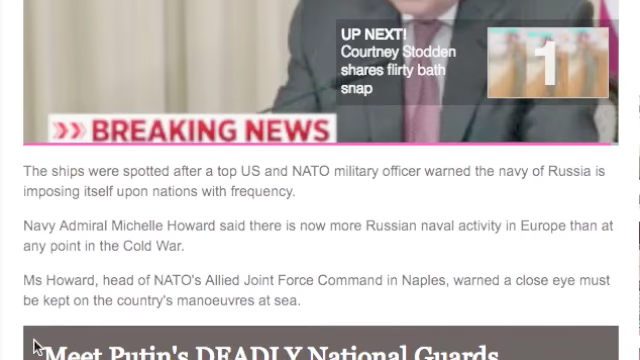 UP NEXT!
Courtney Stodden
shares flirty bath
snap
1
>> BREAKING NEWS
The ships were spotted after a top US and NATO military officer warned the navy of Russia is
imposing itself upon nations with frequency.
Navy Admiral Michelle Howard said there is now more Russian naval activity in Europe than at
any point in the Cold War.
Ms Howard, head of NATO's Allied Joint Force Command in Naples, warned a close eye must
be kept on the country's manoeuvres at sea.
Meet Putin's DEADLY National Guards